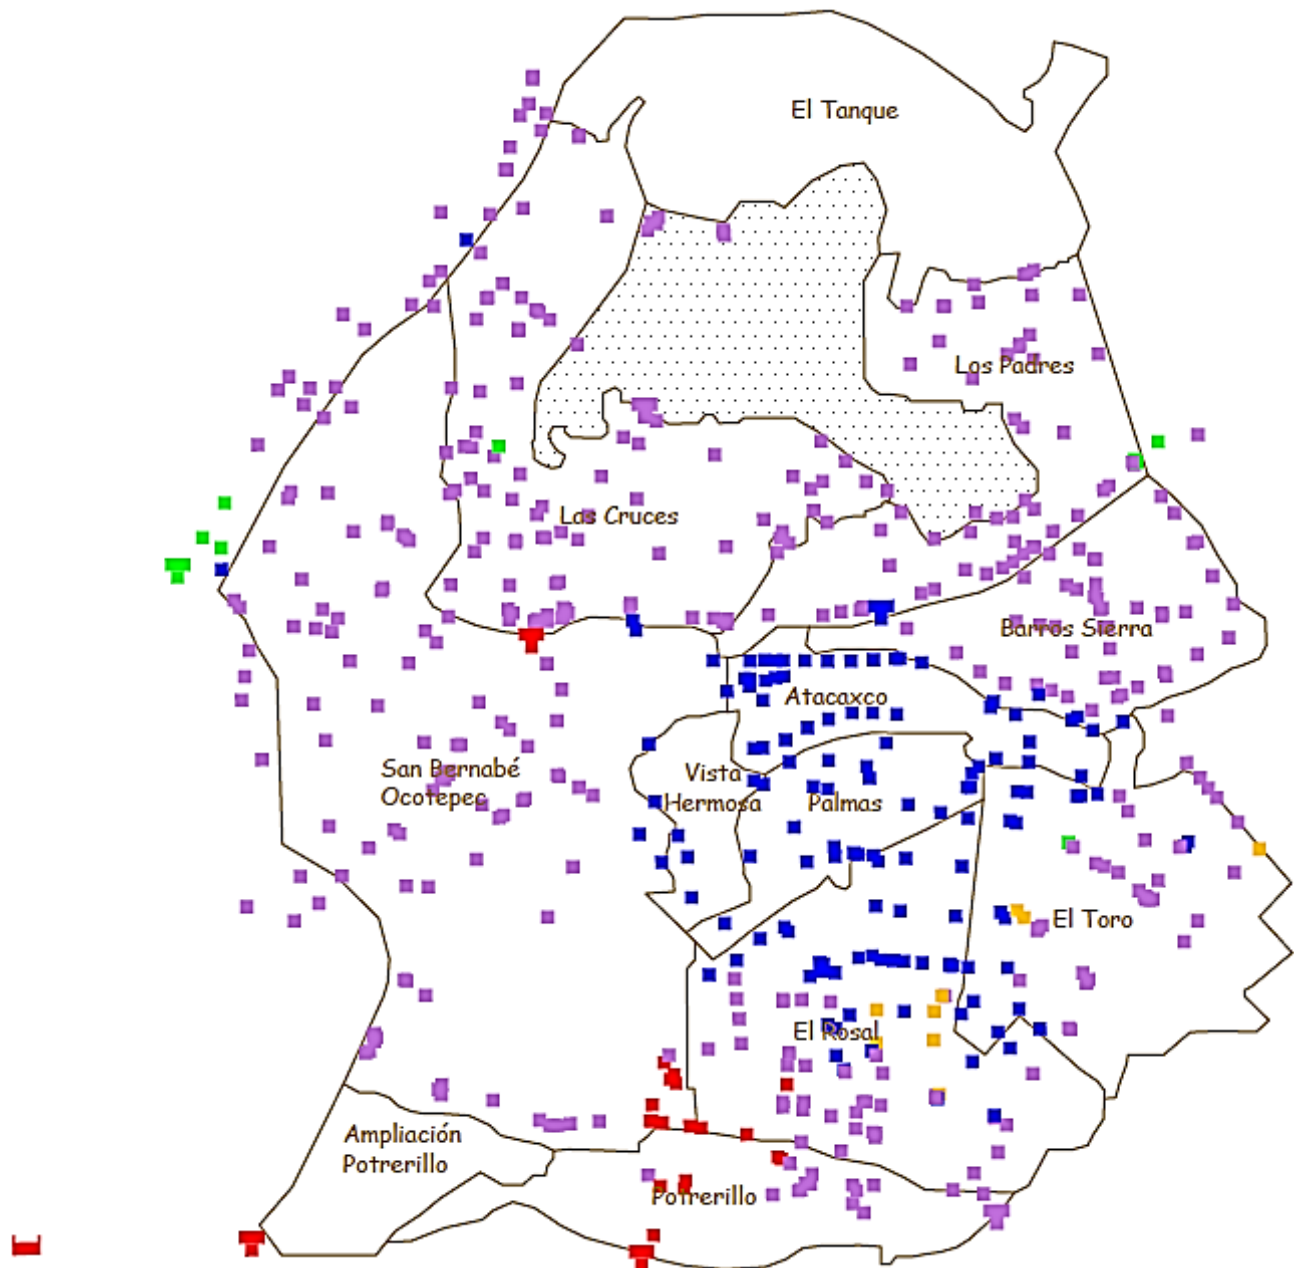 El Tanque
Los Padres
Las Cruces
Barros Sierra
Atacaxco
San Bernabé
Ocotepec
Vista
Hermosa
Palmas
El Toro
El Rosal
Ampliación
Potrerillo
Potrerillo